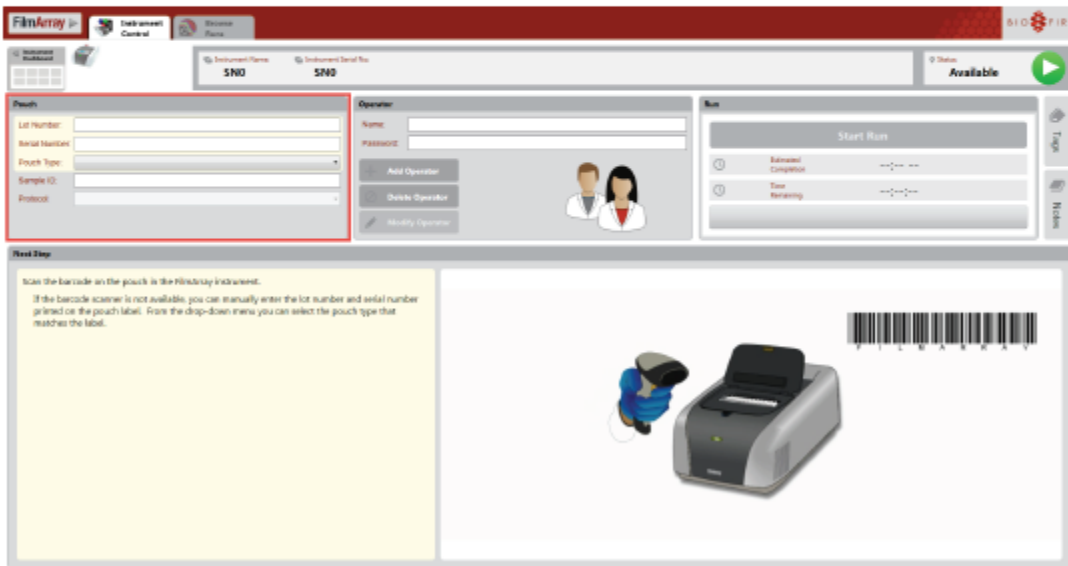 FilmArray
Instrument
Control
Browse
Runs
BIOFIR
Instrument
Dashboard
Instrument Name
SN0
Instrument Serial No.
SN0
Status
Available
Pouch
Lot Number:
Serial Number:
Pouch Type:
Sample ID:
Protocol:
Operator
Name:
Password:
Add Operator
Delete Operator
Modify Operator
Run
Start Run
Estimated
Completion
--:-- --
Time
Remaining
--:--:--
Tags
Notes
Next Step
Scan the barcode on the pouch in the FilmArray instrument.
If the barcode scanner is not available, you can manually enter the lot number and serial number
printed on the pouch label. From the drop-down menu you can select the pouch type that
matches the label.
F I L M A R R A Y